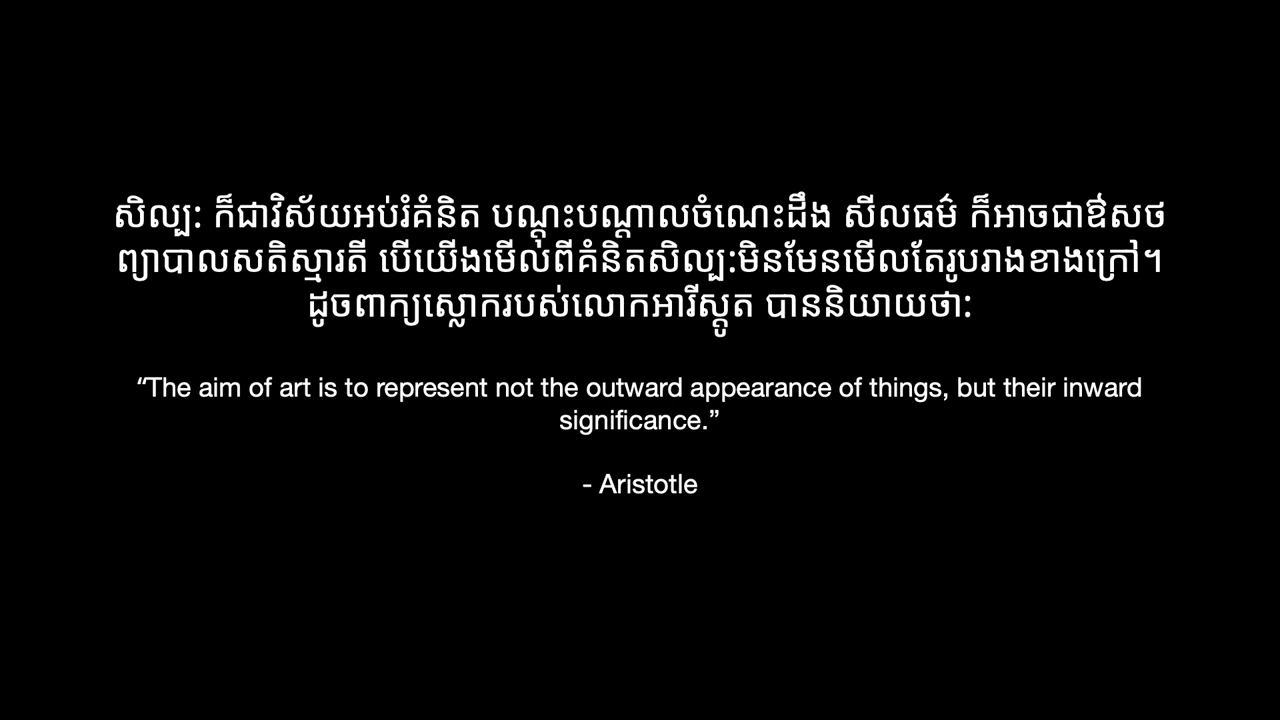 សិល្បៈ ក៏ជាវិស័យអប់រំគំនិត បណ្ដុះបណ្ដាលចំណេះដឹង សីលធម៌ ក៏អាចជាឳសថ
ព្យាបាលសតិស្មារតី បើយើងមើលពីគំនិតសិល្បៈមិនមែនមើលតែរូបរាងខាងក្រៅ។
ដូចពាក្យស្លោករបស់លោកអារីស្តូត បាននិយាយថា:
“The aim of art is to represent not the outward appearance of things, but their inward
significance.”
- Aristotle